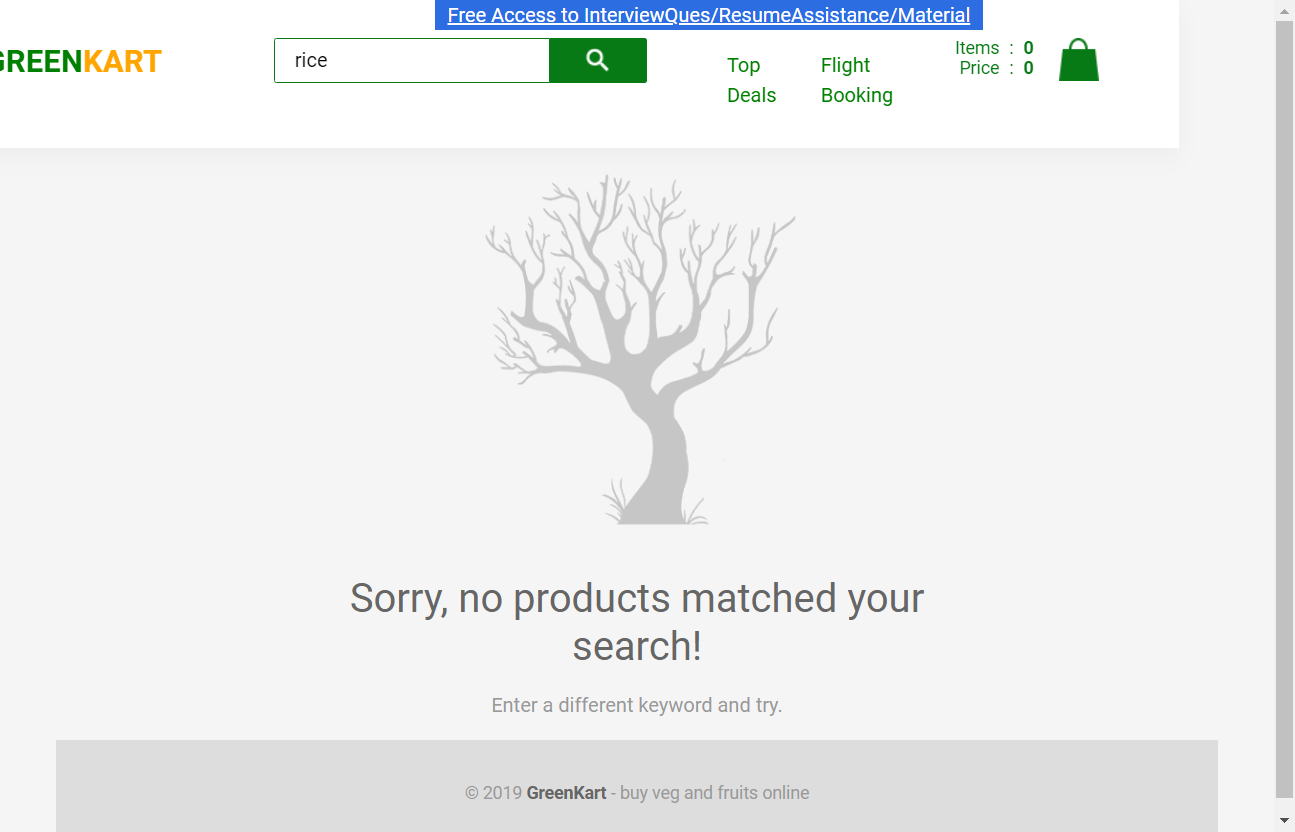 Free Access to InterviewQues/ResumeAssistance/Material
GREENKART
rice
Top
Deals
Flight
Booking
Items : 0
Price : 0
Sorry, no products matched your
search!
Enter a different keyword and try.
© 2019 GreenKart - buy veg and fruits online